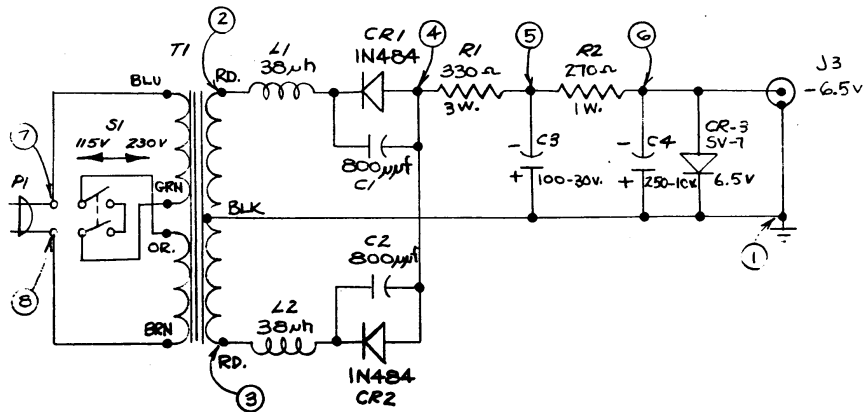 2
CR1
4
T1
L1
1N484
R1
5
R2
6
J3
BLU
RD.
38μh
330Ω
270Ω
-6.5V
S1
3W.
1W.
7
115V 230V
800μμf
C1
-
C3
-
C4
CR-3
SV-7
P1
+
100-30V.
+
6.5V
GRN
BLK
OR.
C2
1
800μμf
8
L2
BRN
38μh
RD.
1N484
3
CR2